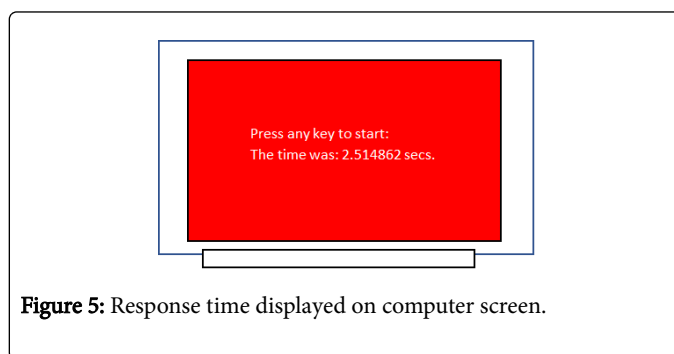 Press any key to start:
The time was: 2.514862 secs.
Figure 5: Response time displayed on computer screen.